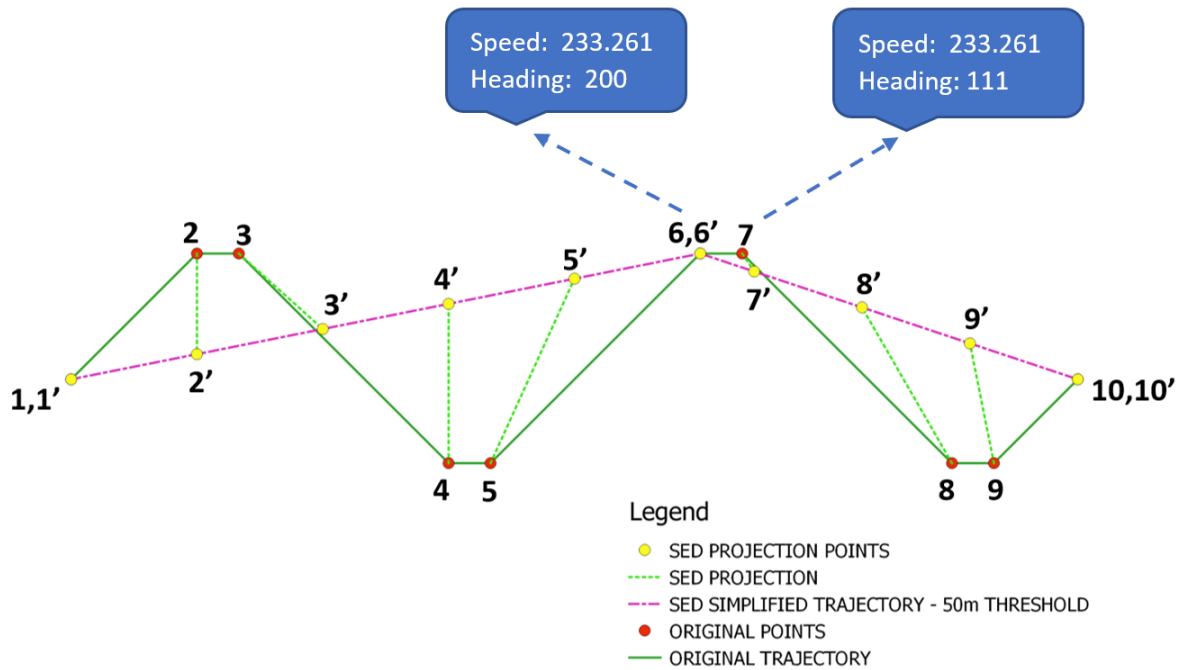 Speed: 233.261
Heading: 200
Speed: 233.261
Heading: 111
2
3
6,6’
7
5’
4’
3’
7’
8’
9’
2’
1,1’
10,10’
4
5
8
9
Legend
SED PROJECTION POINTS
SED PROJECTION
SED SIMPLIFIED TRAJECTORY - 50m THRESHOLD
ORIGINAL POINTS
ORIGINAL TRAJECTORY